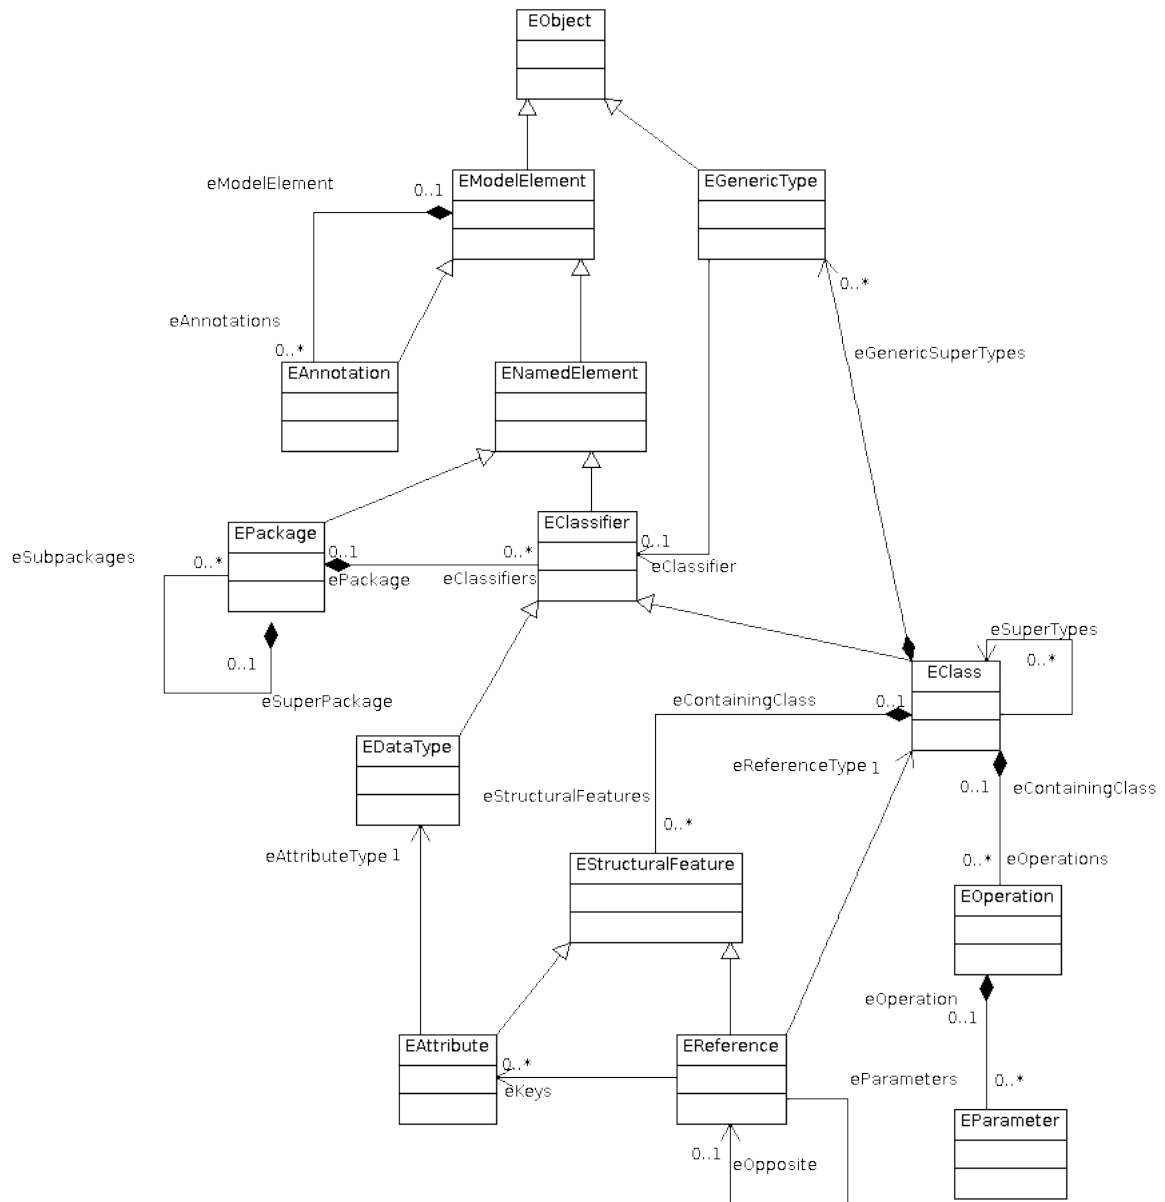 EObject
eModelElement
0..1
EModelElement
EGenericType
0..*
eAnnotations
0..*
eGenericSuperTypes
EAnnotation
ENamedElement
EPackage
EClassifier
eSubpackages
0..*
0..1
0..*
0..1
ePackage
eClassifiers
eClassifier
eSuperTypes
0..1
0..*
eSuperPackage
EClass
eContainingClass
0..1
EDataType
eReferenceType 1
0..1
eContainingClass
eStructuralFeatures
0..*
eAttributeType 1
EStructuralFeature
0..*
eOperations
EOperation
eOperation
0..1
EAttribute
EReference
0..*
eKeys
eParameters
0..*
EParameter
0..1
eOpposite